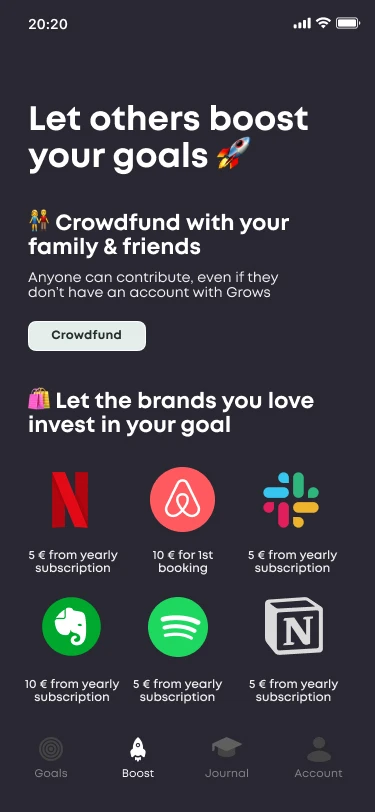 20:20
Let others boost
your goals 🚀
👫 Crowdfund with your
family & friends
Anyone can contribute, even if they
don't have an account with Grows
Crowdfund
🛍️ Let the brands you love
invest in your goal
N
5 € from yearly
subscription
10 € for 1st
booking
5 € from yearly
subscription
N
10 € from yearly
subscription
5 € from yearly
subscription
5 € from yearly
subscription
Goals
Boost
Journal
Account